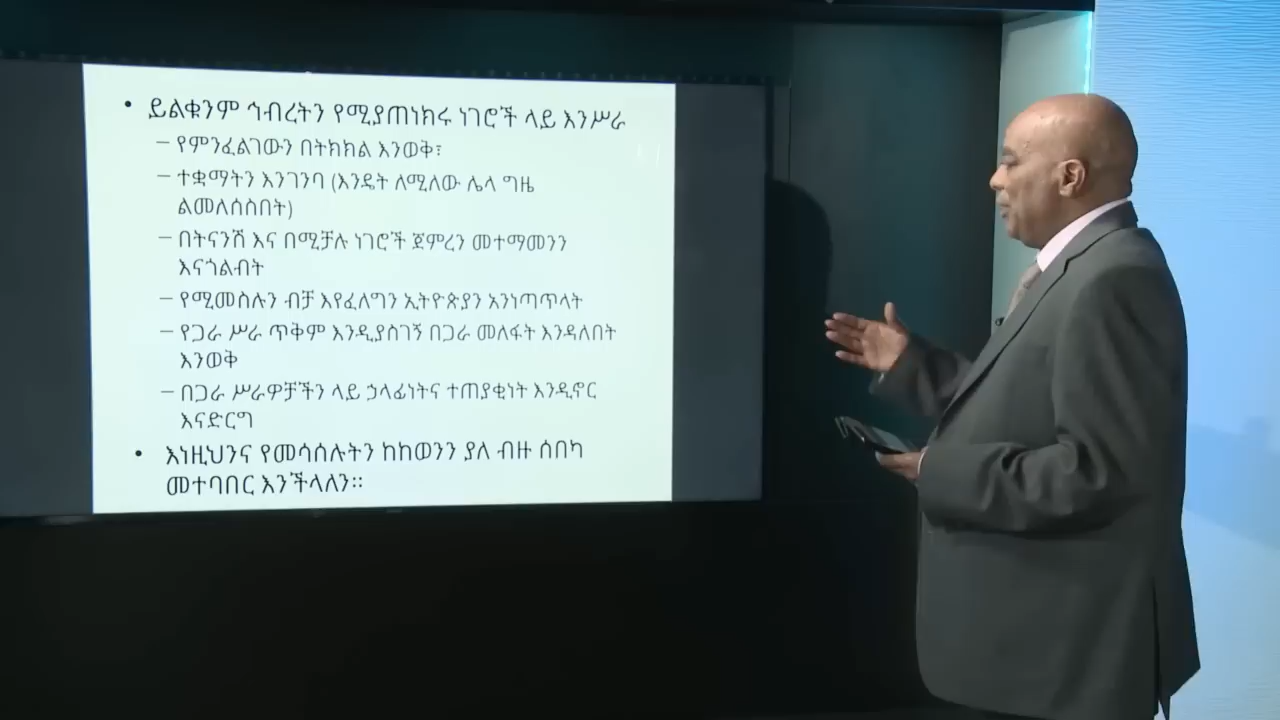 • ይልቁንም ኅብረትን የሚያጠነክሩ ነገሮች ላይ እንሥራ
– የምንፈልገውን በትክክል እንወቅ፣
– ተቋማትን እንገንባ (እንዴት ለሚለው ሌላ ግዜ
ልመለሰስበት)
– በትናንሽ እና በሚቻሉ ነገሮች ጀምረን መተማመንን
እናጎልብት
– የሚመስሉን ብቻ እየፈለግን ኢትዮጵያን አንነጣጥላት
– የጋራ ሥራ ጥቅም እንዲያስገኝ በጋራ መለፋት እንዳለበት
እንወቅ
– በጋራ ሥራዎቻችን ላይ ኃላፊነትና ተጠያቂነት እንዲኖር
እናድርግ
• እነዚህንና የመሳሰሉትን ከከወንን ያለ ብዙ ሰበካ
መተባበር እንችላለን።